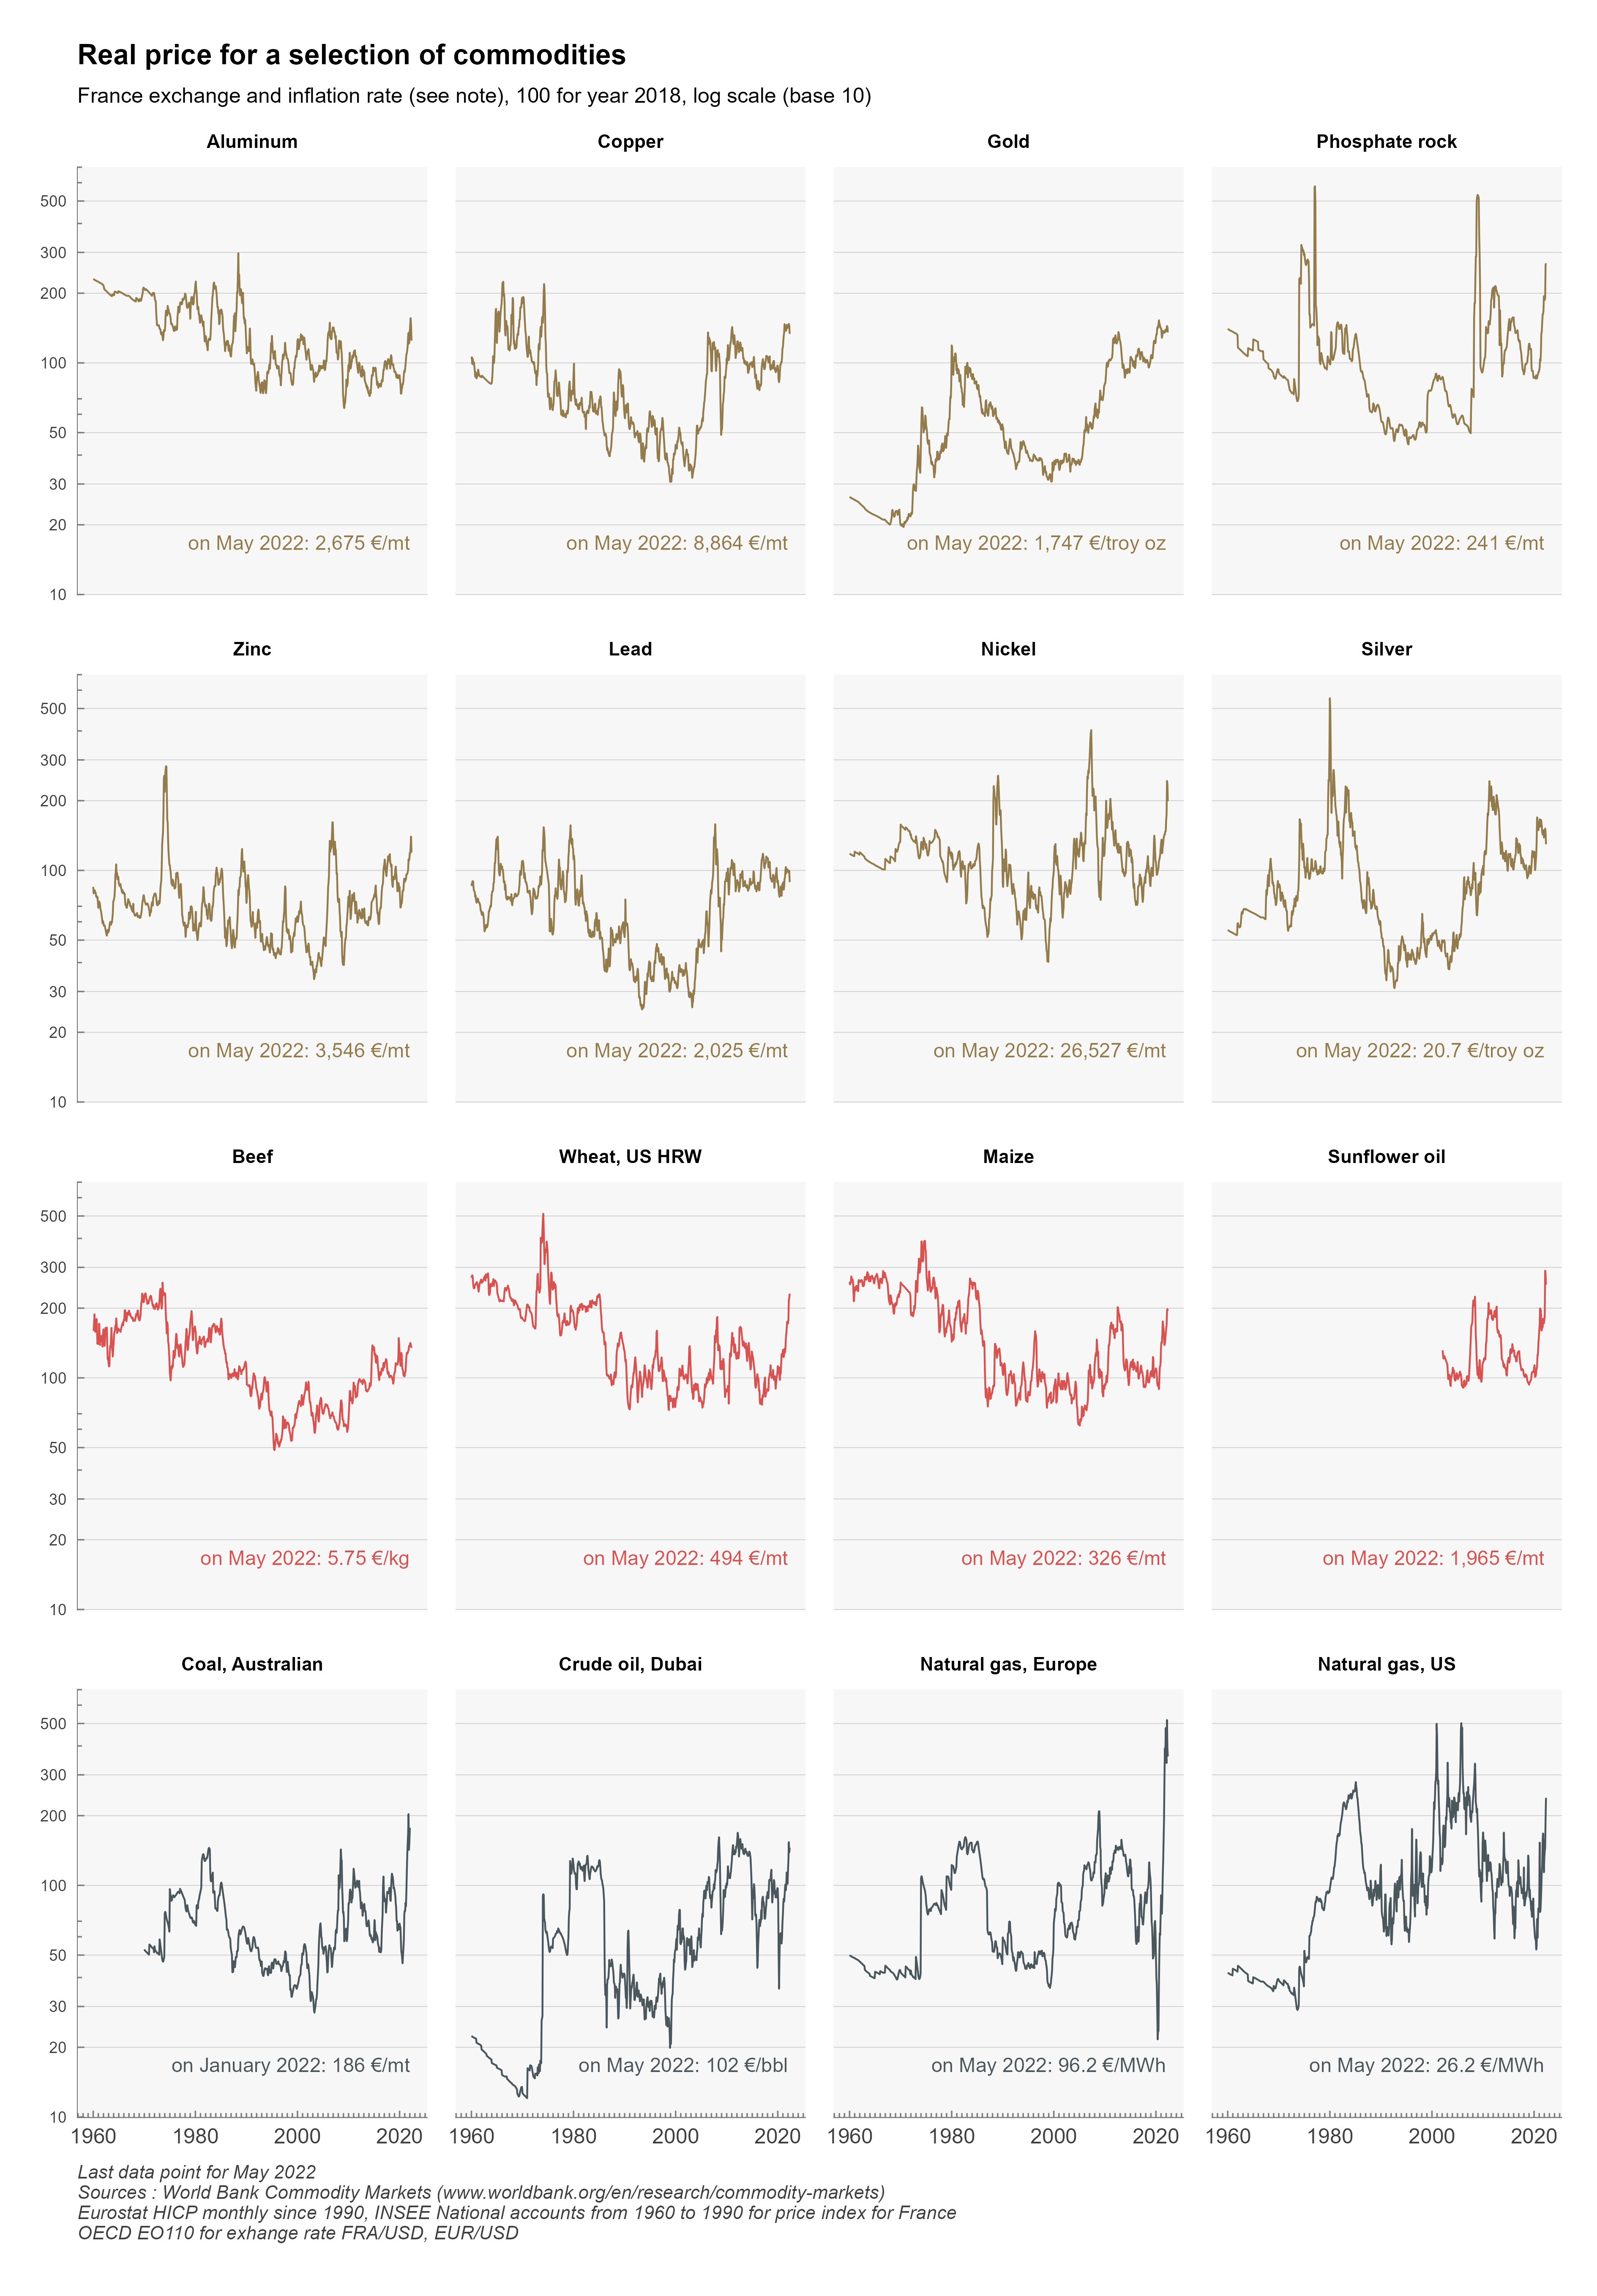 Real price for a selection of commodities
France exchange and inflation rate (see note), 100 for year 2018, log scale (base 10)
Aluminum Copper Gold Phosphate rock
500
300
200
100
50
30
20
on May 2022: 2,675 €/mt on May 2022: 8,864 €/mt on May 2022: 1,747 €/troy oz on May 2022: 241 €/mt
10
Zinc Lead Nickel Silver
500
300
200
100
50
30
20
on May 2022: 3,546 €/mt on May 2022: 2,025 €/mt on May 2022: 26,527 €/mt on May 2022: 20.7 €/troy oz
10
Beef Wheat, US HRW Maize Sunflower oil
500
300
200
100
50
30
20
on May 2022: 5.75 €/kg on May 2022: 494 €/mt on May 2022: 326 €/mt on May 2022: 1,965 €/mt
10
Coal, Australian Crude oil, Dubai Natural gas, Europe Natural gas, US
500
300
200
100
50
30
20
on January 2022: 186 €/mt on May 2022: 102 €/bbl on May 2022: 96.2 €/MWh on May 2022: 26.2 €/MWh
10
1960 1980 2000 2020 1960 1980 2000 2020 1960 1980 2000 2020 1960 1980 2000 2020
Last data point for May 2022
Sources : World Bank Commodity Markets (www.worldbank.org/en/research/commodity-markets)
Eurostat HICP monthly since 1990, INSEE National accounts from 1960 to 1990 for price index for France
OECD EO110 for exhange rate FRA/USD, EUR/USD